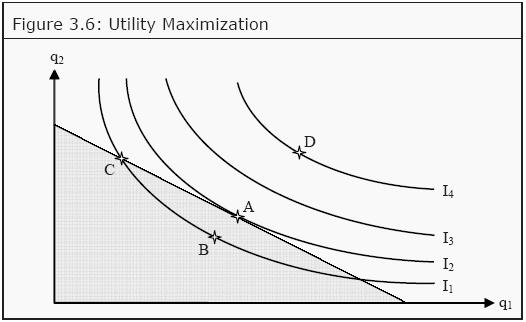 Figure 3.6: Utility Maximization
q2
D
C
I4
A
B
I3
I2
I1
q1